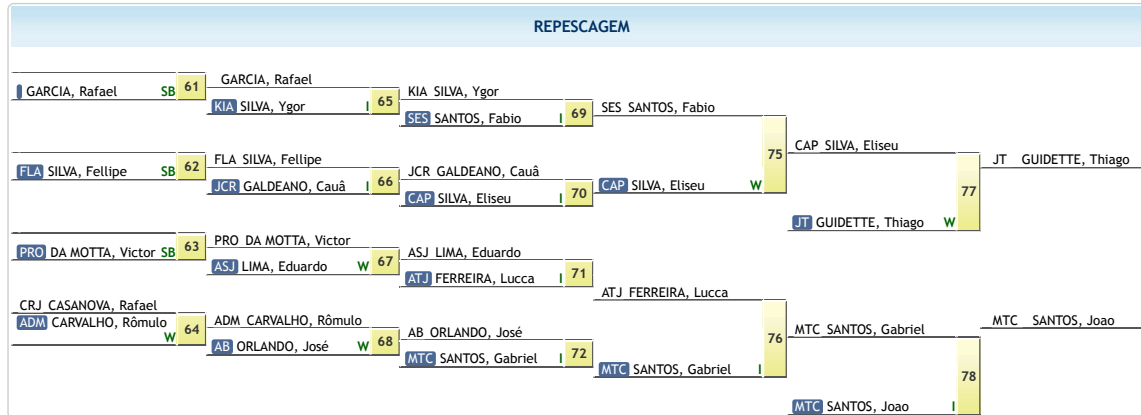 REPESCAGEM
GARCIA, Rafael SB 61
GARCIA, Rafael
KIA SILVA, Ygor I 65
KIA SILVA, Ygor
SES SANTOS, Fabio I 69
SES SANTOS, Fabio
75
CAP SILVA, Eliseu
JT GUIDETTE, Thiago
FLA SILVA, Fellipe SB 62
FLA SILVA, Fellipe
JCR GALDEANO, Cauâ I 66
JCR GALDEANO, Cauâ
CAP SILVA, Eliseu I 70
CAP SILVA, Eliseu W
77
JT GUIDETTE, Thiago W
PRO DA MOTTA, Victor SB 63
PRO DA MOTTA, Victor
ASJ LIMA, Eduardo W 67
ASJ LIMA, Eduardo
ATJ FERREIRA, Lucca I 71
ATJ FERREIRA, Lucca
CRJ CASANOVA, Rafael
ADM CARVALHO, Rômulo
W 64
ADM CARVALHO, Rômulo
AB ORLANDO, José W 68
AB ORLANDO, José
MTC SANTOS, Gabriel I 72
MTC SANTOS, Gabriel I
76
MTC SANTOS, Gabriel
MTC SANTOS, Joao
78
MTC SANTOS, Joao I